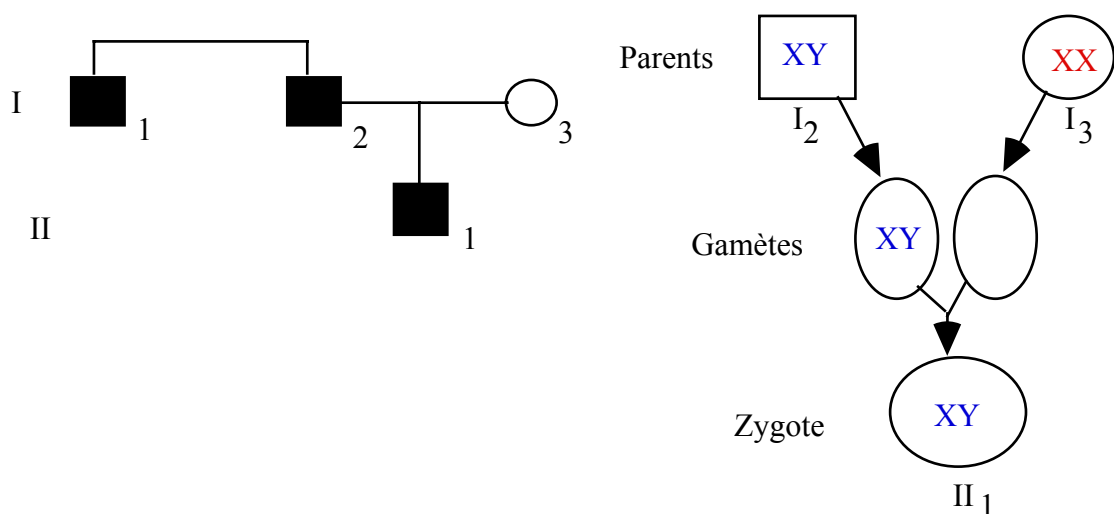 I
1
2
3
II
1
Parents
XY
XX
I2
I3
Gamètes
XY
Zygote
XY
II 1